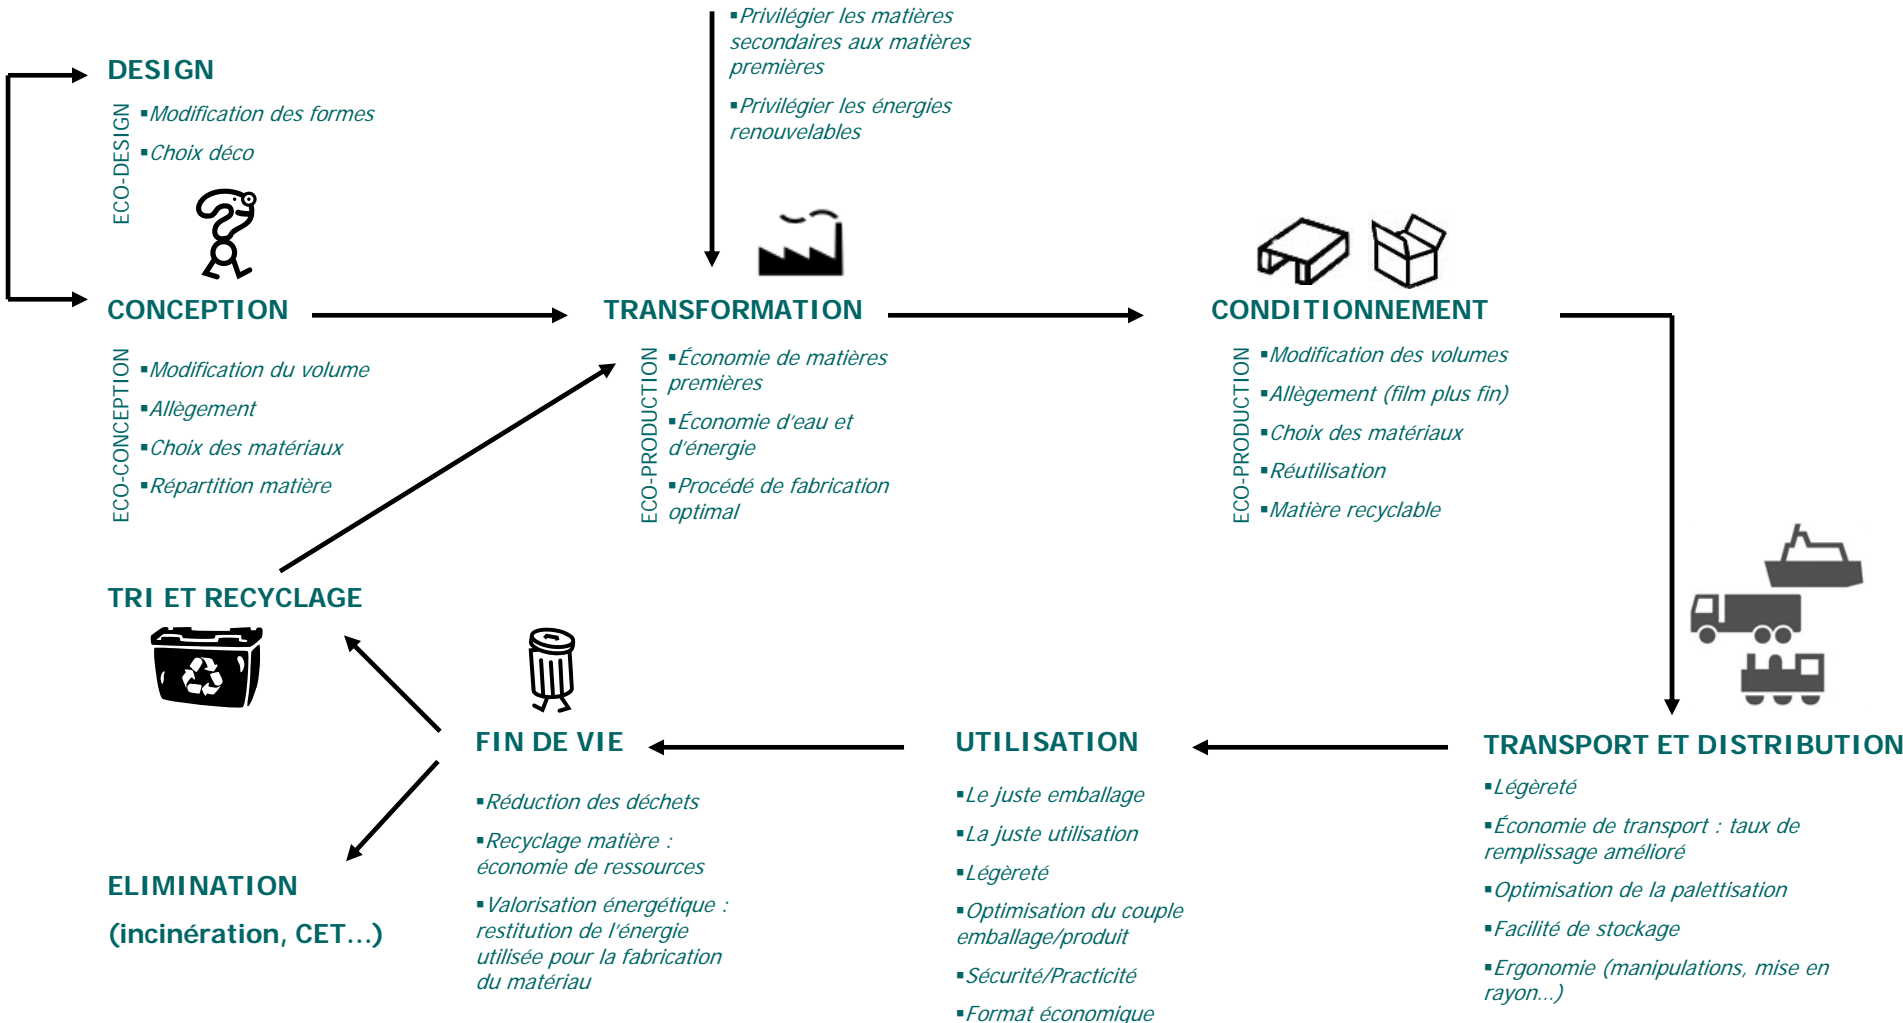 ▪Privilégier les matières
secondaires aux matières
premières
▪Privilégier les énergies
renouvelables
DESIGN
ECO-DESIGN
▪Modification des formes
▪Choix déco
CONCEPTION
ECO-CONCEPTION
▪Modification du volume
▪Allègement
▪Choix des matériaux
▪Répartition matière
TRANSFORMATION
ECO-PRODUCTION
▪Économie de matières
premières
▪Économie d'eau et
d'énergie
▪Procédé de fabrication
optimal
CONDITIONNEMENT
ECO-PRODUCTION
▪Modification des volumes
▪Allègement (film plus fin)
▪Choix des matériaux
▪Réutilisation
▪Matière recyclable
TRI ET RECYCLAGE
FIN DE VIE
▪Réduction des déchets
▪Recyclage matière :
économie de ressources
▪Valorisation énergétique :
restitution de l'énergie
utilisée pour la fabrication
du matériau
ELIMINATION
(incinération, CET...)
UTILISATION
▪Le juste emballage
▪La juste utilisation
▪Légèreté
▪Optimisation du couple
emballage/produit
▪Sécurité/Practicité
▪Format économique
TRANSPORT ET DISTRIBUTION
▪Légèreté
▪Économie de transport : taux de
remplissage amélioré
▪Optimisation de la palettisation
▪Facilité de stockage
▪Ergonomie (manipulations, mise en
rayon...)